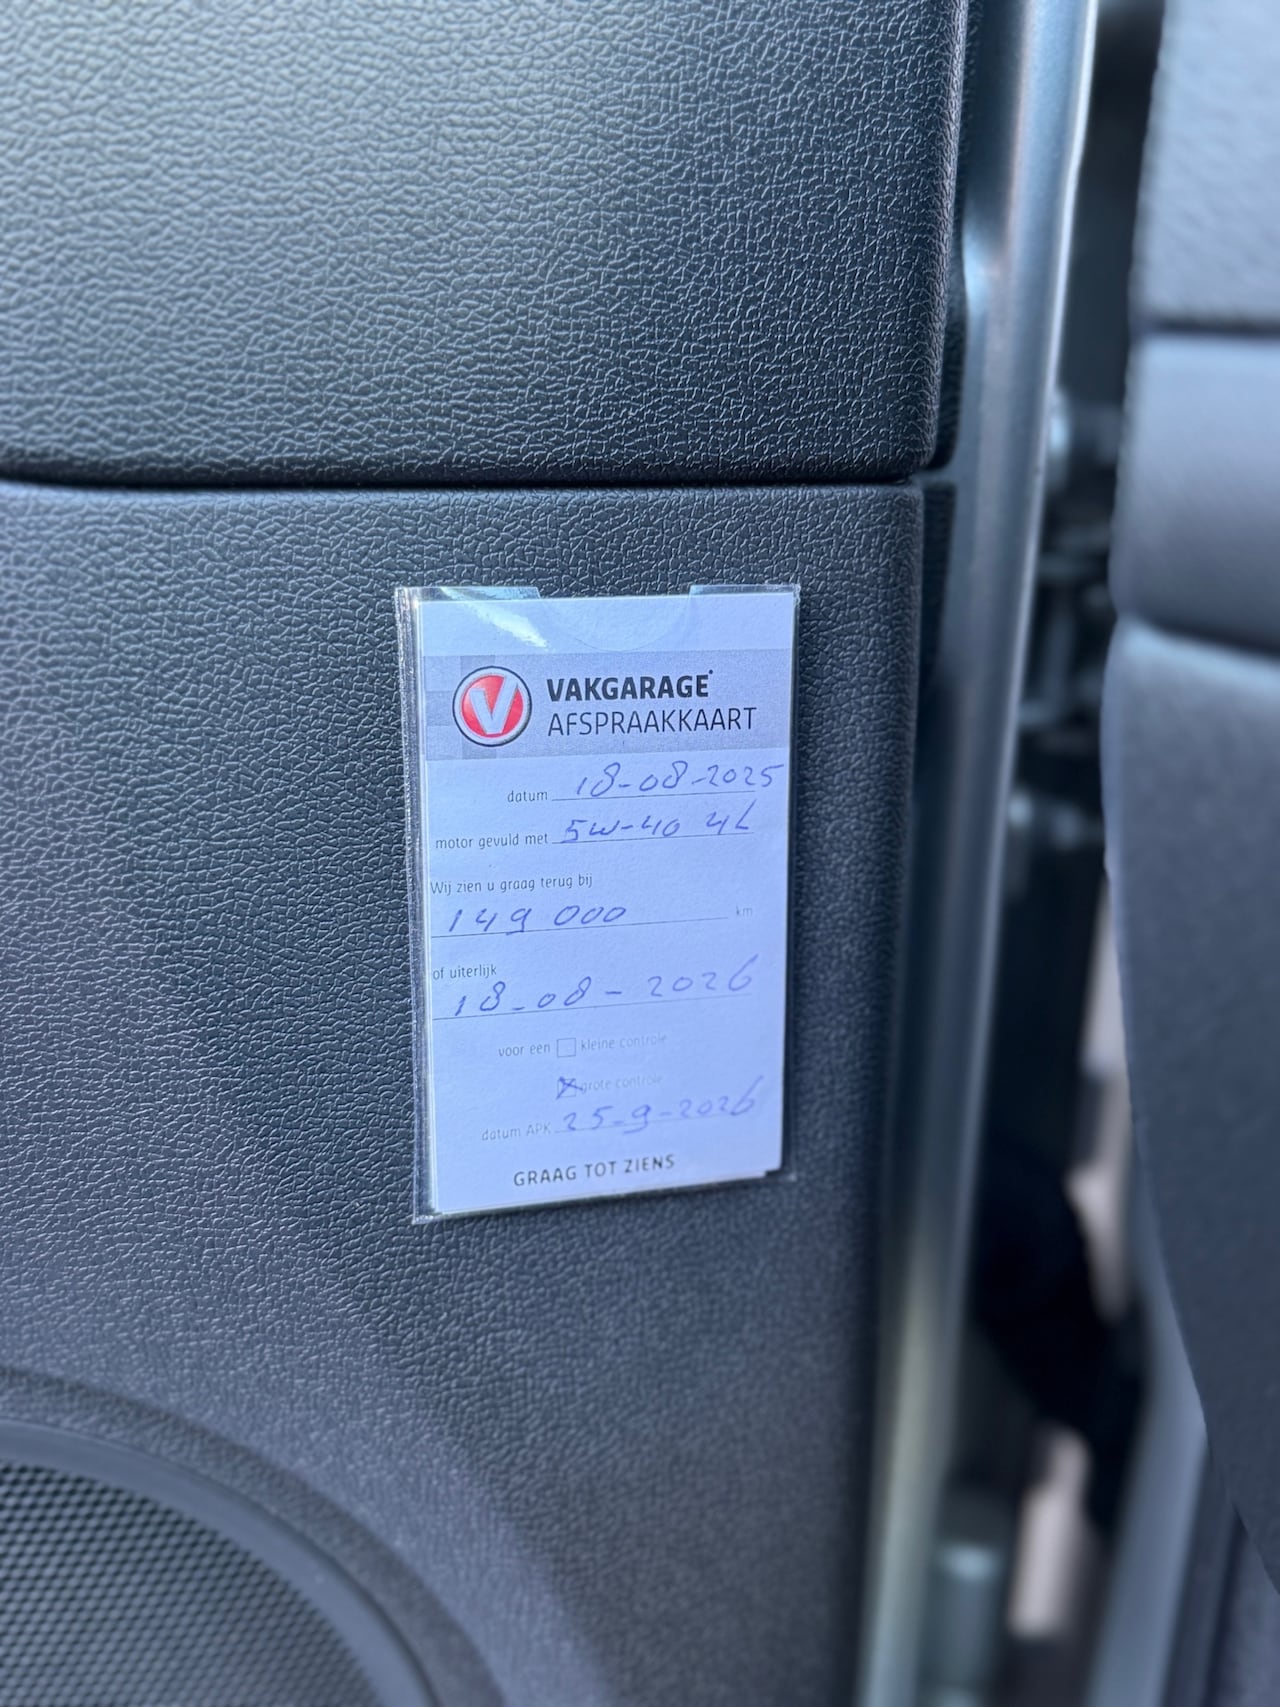 V VAKGARAGE®
AFSPRAAKKAART
datum 18-08-2025
motor gevuld met 5W-40 4L
Wij zien u graag terug bij
149 000 km
of uiterlijk
18-08-2026
voor een kleine controle
grote controle
datum APK 25-9-2026
GRAAG TOT ZIENS